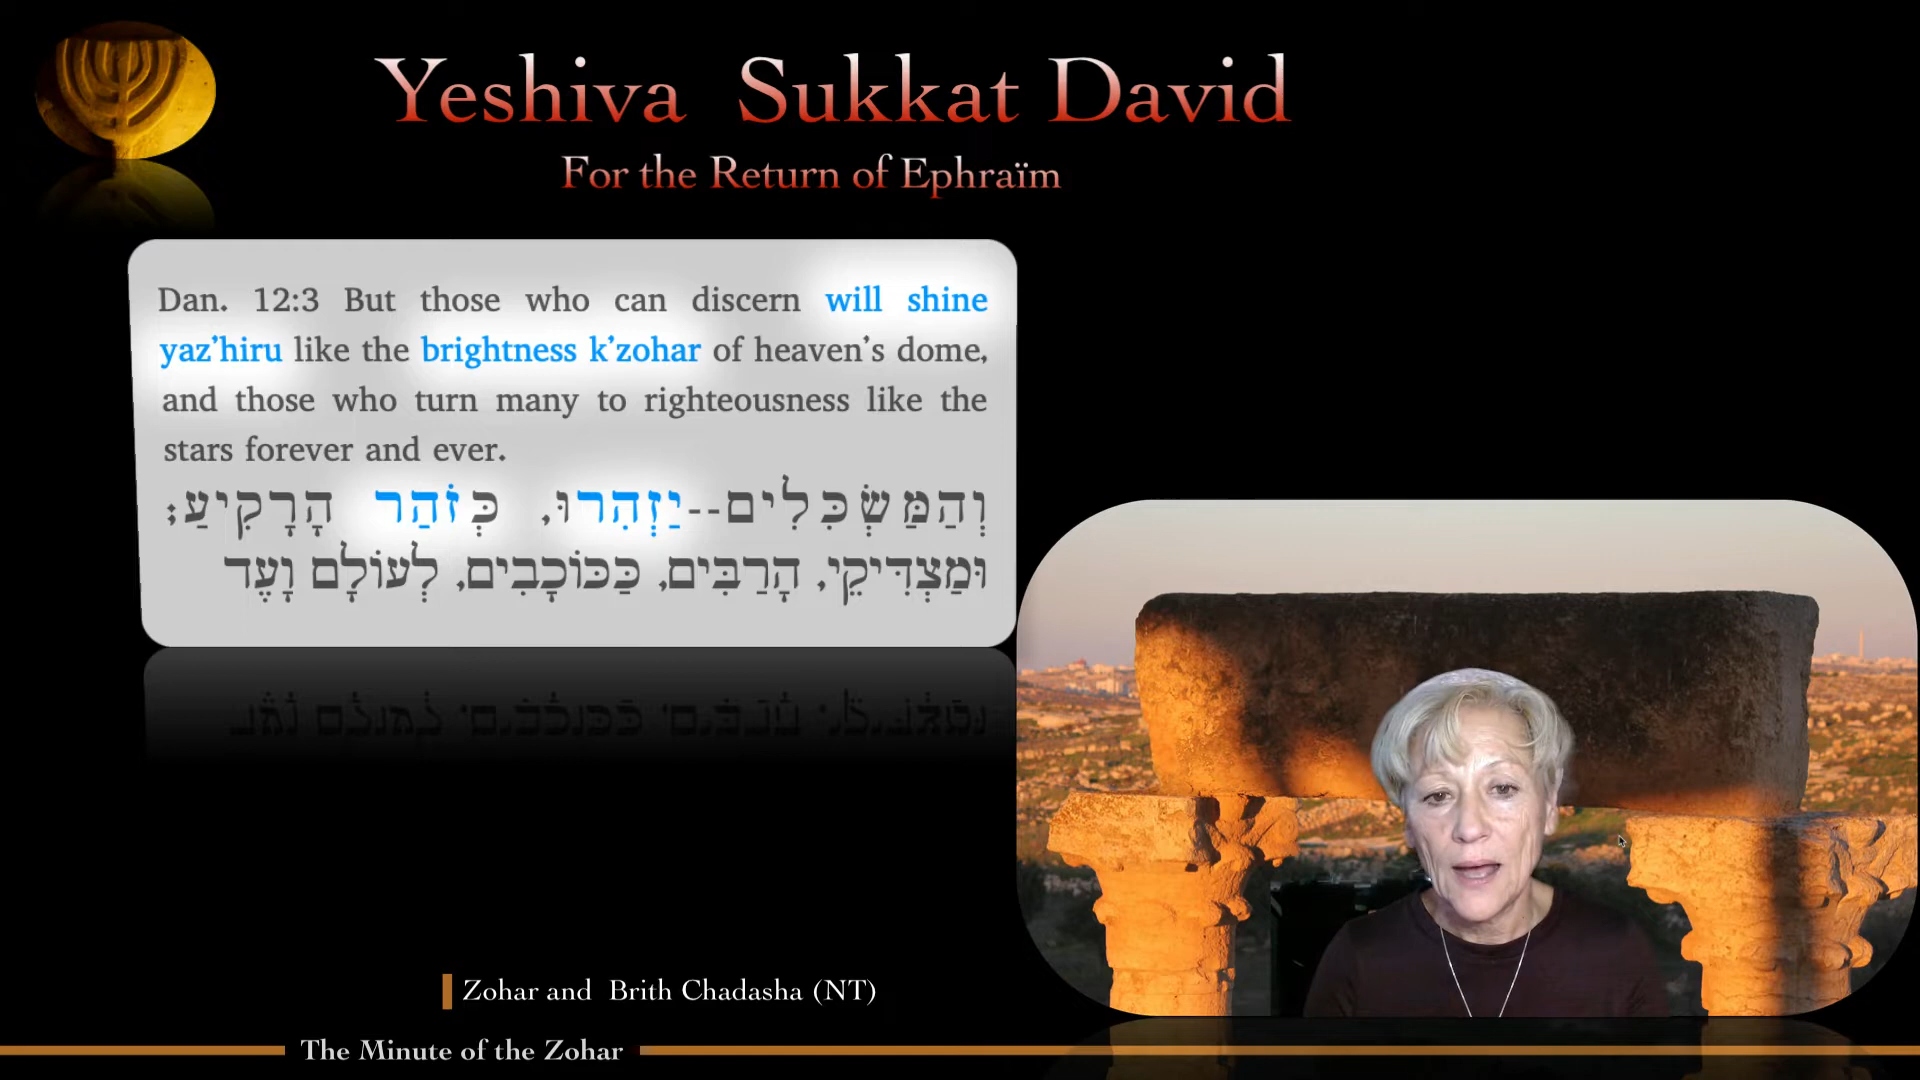 Yeshiva Sukkat David
For the Return of Ephraïm
Dan. 12:3 But those who can discern will shine
yaz’hiru like the brightness k’zohar of heaven’s dome,
and those who turn many to righteousness like the
stars forever and ever.
וְהַמַּשְׂכִּלִים--יַזְהִרוּ, כְּזֹהַר הָרָקִיעַ;
וּמַצְדִּיקֵי, הָרַבִּים, כַּכּוֹכָבִים, לְעוֹלָם וָעֶד
Zohar and Brith Chadasha (NT)
The Minute of the Zohar